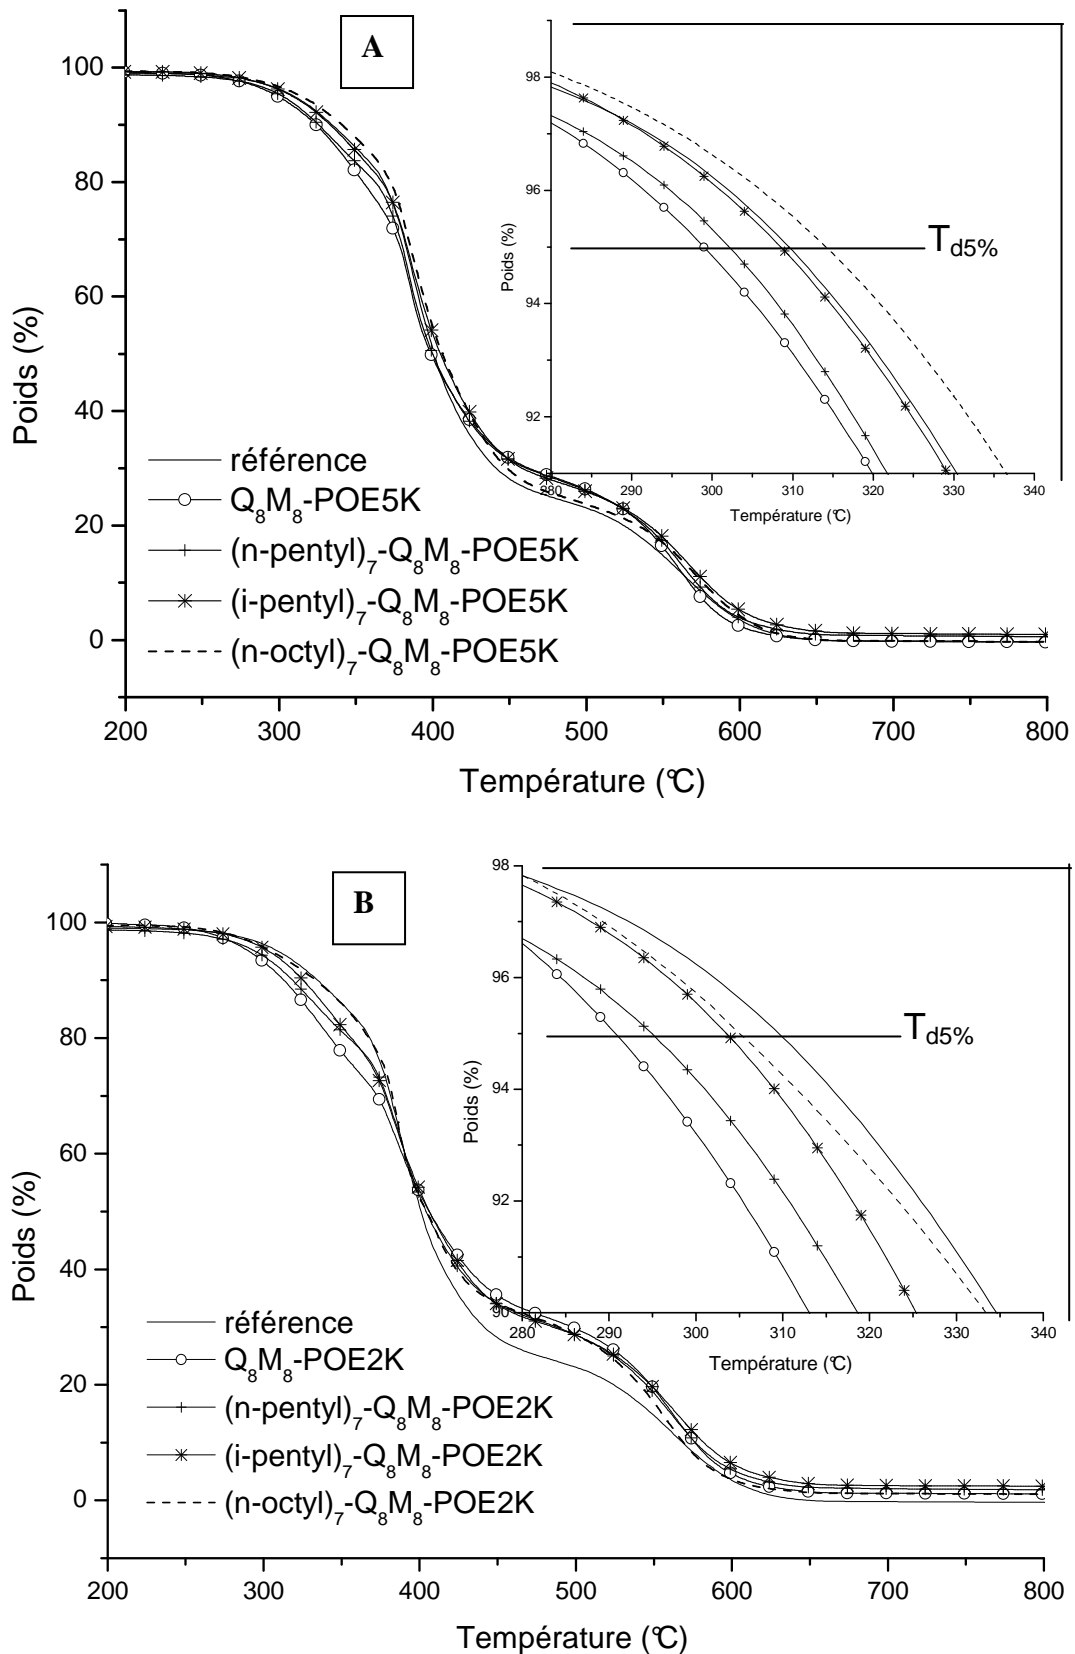 A
100
80
60
40
20
0
Poids (%)
200
300
400
500
600
700
800
Température (°C)
référence
Q8M8-POE5K
(n-pentyl)7-Q8M8-POE5K
(i-pentyl)7-Q8M8-POE5K
(n-octyl)7-Q8M8-POE5K
98
96
94
92
Poids (%)
Td5%
280
290
300
310
320
330
340
Température (°C)
B
100
80
60
40
20
0
Poids (%)
200
300
400
500
600
700
800
Température (°C)
référence
Q8M8-POE2K
(n-pentyl)7-Q8M8-POE2K
(i-pentyl)7-Q8M8-POE2K
(n-octyl)7-Q8M8-POE2K
98
96
94
92
90
Poids (%)
Td5%
280
290
300
310
320
330
340
Température (°C)